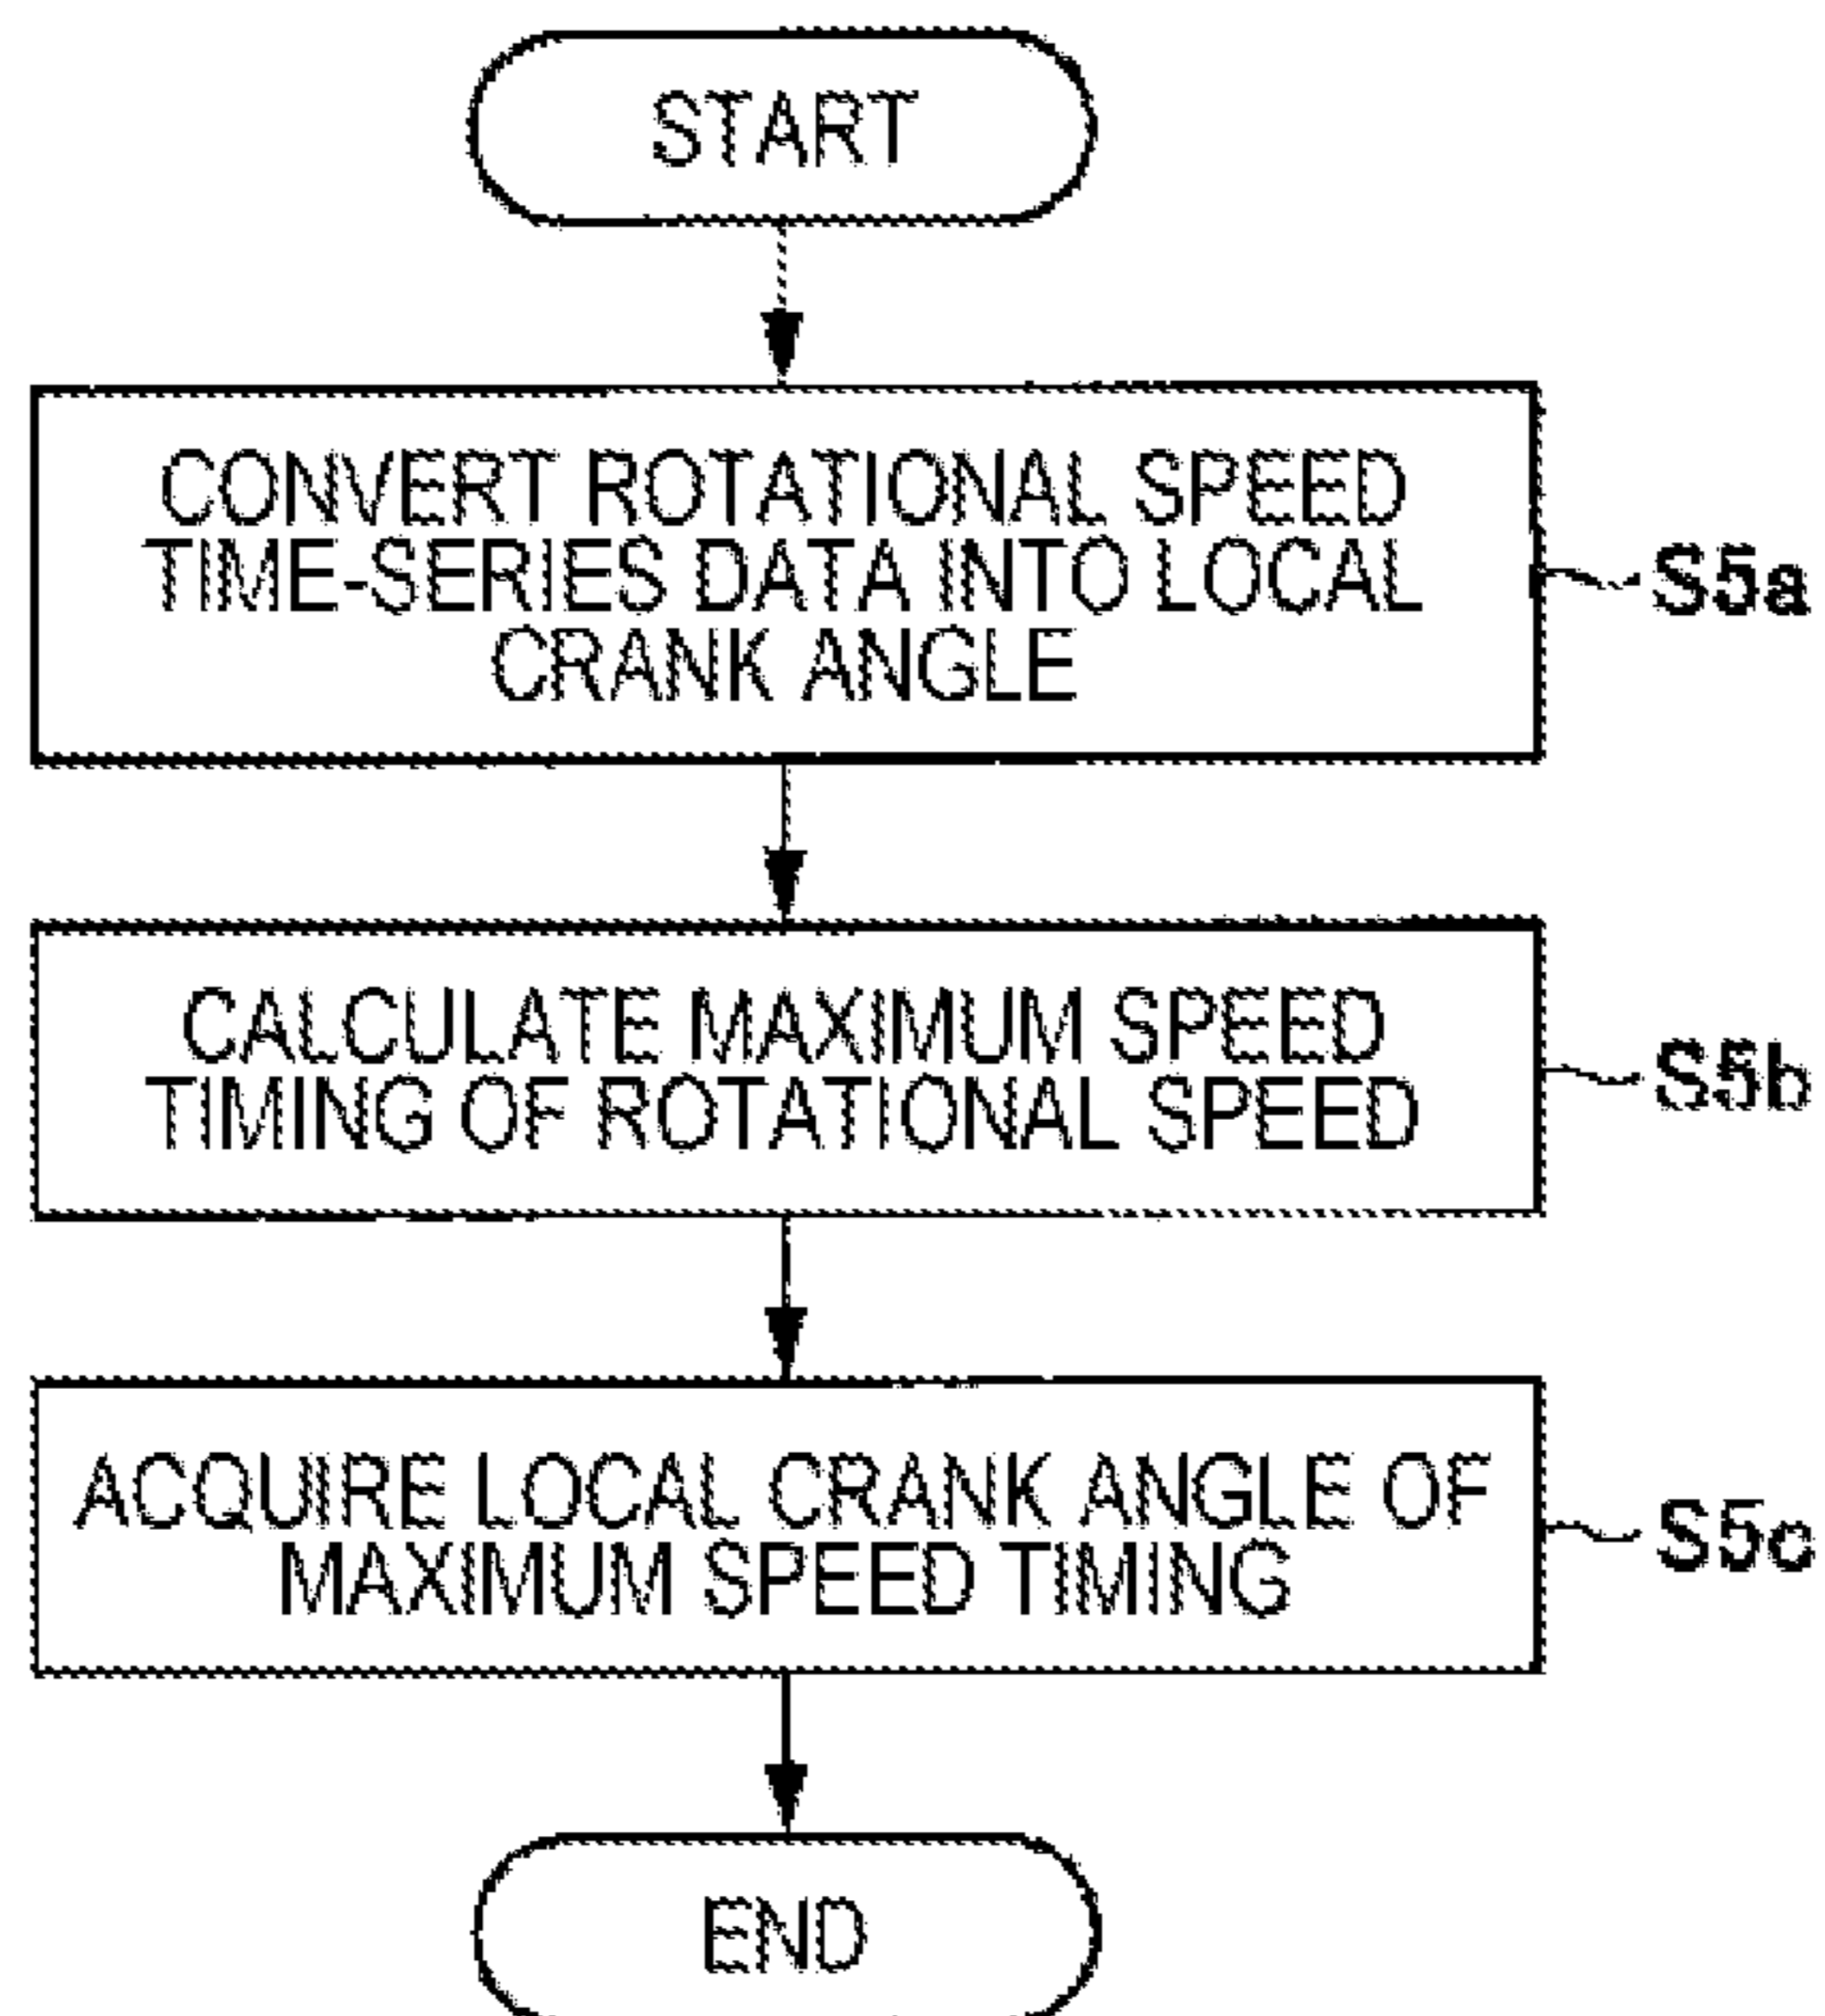 START
CONVERT ROTATIONAL SPEED
TIME-SERIES DATA INTO LOCAL
CRANK ANGLE
S5a
CALCULATE MAXIMUM SPEED
TIMING OF ROTATIONAL SPEED
S5b
ACQUIRE LOCAL CRANK ANGLE OF
MAXIMUM SPEED TIMING
S5c
END